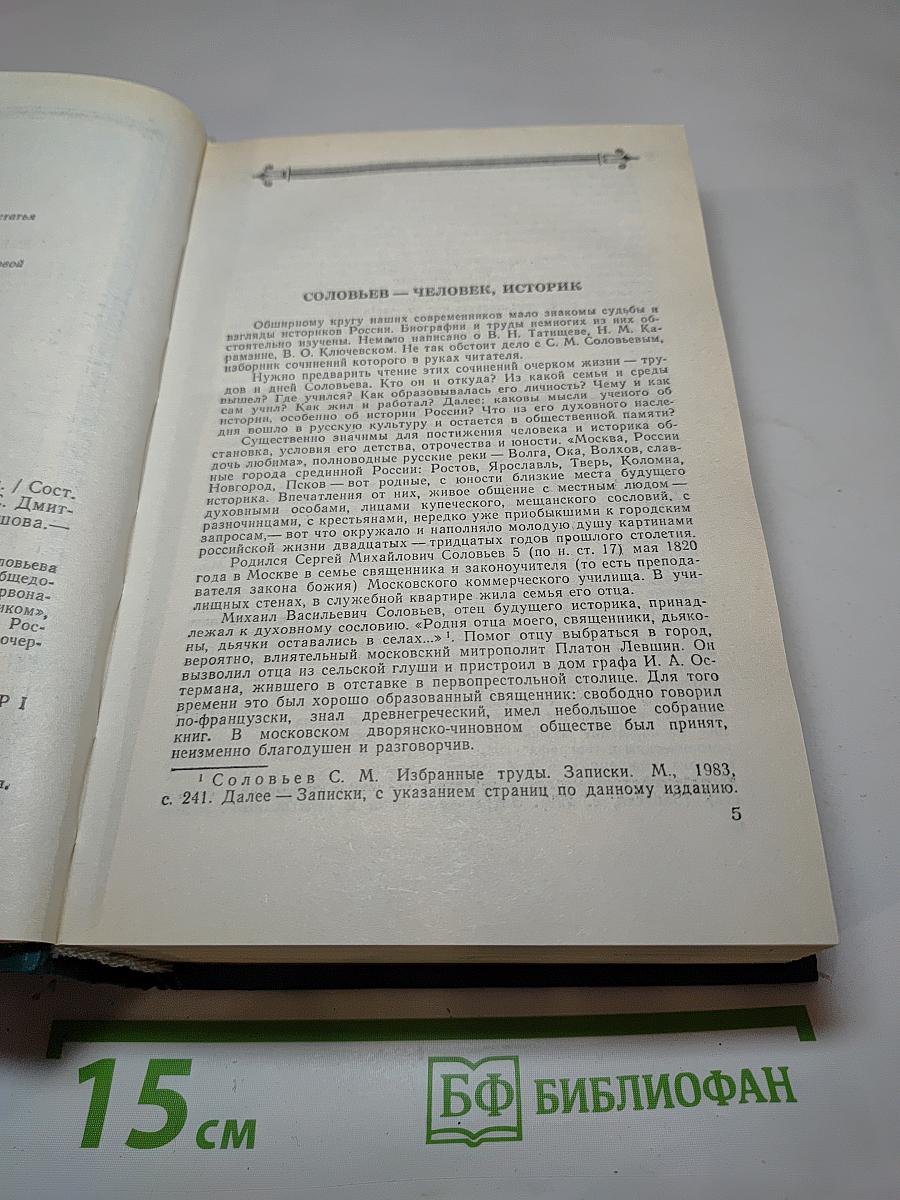 статья
овой
. / Сост.
. Дмит-
шова.—
ловьева
бщедо-
рвона-
иком»,
Рос-
очер-
Р I
СОЛОВЬЕВ — ЧЕЛОВЕК, ИСТОРИК
Обширному кругу наших современников мало знакомы судьбы и
взгляды историков России. Биографии и труды немногих из них об-
стоятельно изучены. Немало написано о В. Н. Татищеве, Н. М. Ка-
рамзине, В. О. Ключевском. Не так обстоит дело с С. М. Соловьевым,
изборник сочинений которого в руках читателя.
Нужно предварить чтение этих сочинений очерком жизни — тру-
дов и дней Соловьева. Кто он и откуда? Из какой семьи и среды
вышел? Где учился? Как образовывалась его личность? Чему и как
сам учил? Как жил и работал? Далее: каковы мысли ученого об
истории, особенно об истории России? Что из его духовного насле-
дия вошло в русскую культуру и остается в общественной памяти?
Существенно значимы для постижения человека и историка об-
становка, условия его детства, отрочества и юности. «Москва, России
дочь любима», полноводные русские реки — Волга, Ока, Волхов, слав-
ные города срединной России: Ростов, Ярославль, Тверь, Коломна,
Новгород, Псков — вот родные, с юности близкие места будущего
историка. Впечатления от них, живое общение с местным людом —
духовными особами, лицами купеческого, мещанского сословий, с
разночинцами, с крестьянами, нередко уже приобыкшими к городским
запросам,— вот что окружало и наполняло молодую душу картинами
российской жизни двадцатых — тридцатых годов прошлого столетия.
Родился Сергей Михайлович Соловьев 5 (по н. ст. 17) мая 1820
года в Москве в семье священника и законоучителя (то есть препода-
вателя закона божия) Московского коммерческого училища. В учи-
лищных стенах, в служебной квартире жила семья его отца.
Михаил Васильевич Соловьев, отец будущего историка, принад-
лежал к духовному сословию. «Родня отца моего, священники, дьяко-
ны, дьячки оставались в селах...» ¹. Помог отцу выбраться в город,
вероятно, влиятельный московский митрополит Платон Левшин. Он
вызволил отца из сельской глуши и пристроил в дом графа И. А. Ос-
термана, жившего в отставке в первопрестольной столице. Для того
времени это был хорошо образованный священник: свободно говорил
по-французски, знал древнегреческий, имел небольшое собрание
книг. В московском дворянско-чиновном обществе был принят,
неизменно благодушен и разговорчив.
¹ Соловьев С. М. Избранные труды. Записки. М., 1983,
с. 241. Далее — Записки, с указанием страниц по данному изданию.
5
15 см
БФ БИБЛИОФАН